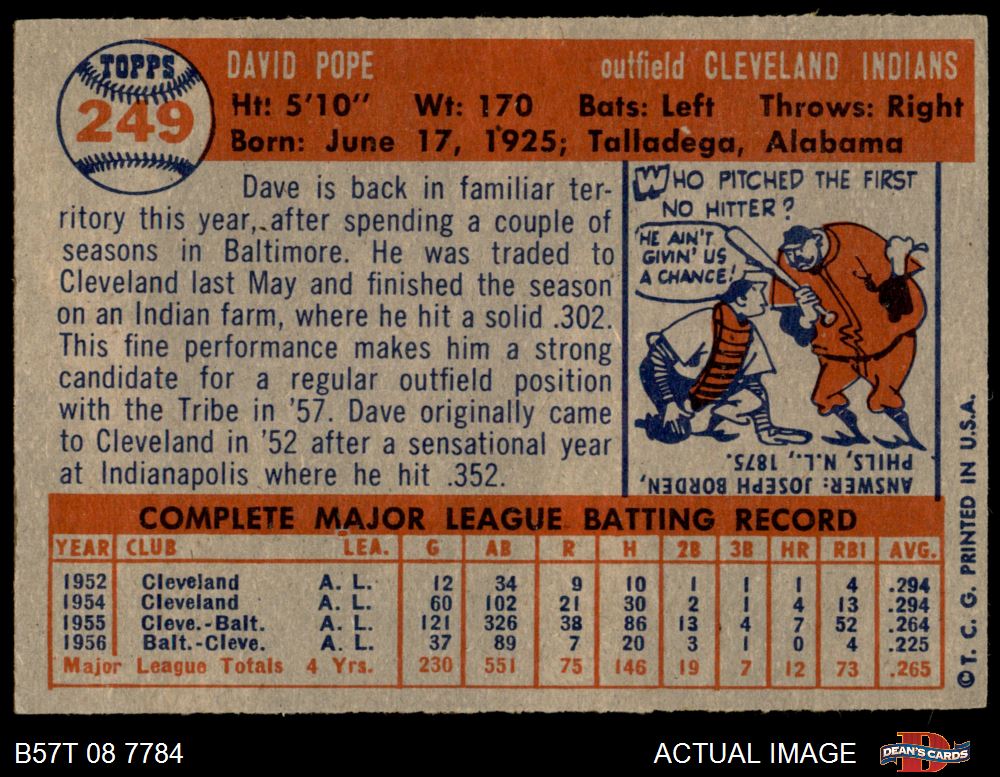 TOPPS
249
DAVID POPE outfield CLEVELAND INDIANS
Ht: 5'10" Wt: 170 Bats: Left Throws: Right
Born: June 17, 1925; Talladega, Alabama
Dave is back in familiar ter-
ritory this year, after spending a couple of
seasons in Baltimore. He was traded to
Cleveland last May and finished the season
on an Indian farm, where he hit a solid .302.
This fine performance makes him a strong
candidate for a regular outfield position
with the Tribe in '57. Dave originally came
to Cleveland in '52 after a sensational year
at Indianapolis where he hit .352.
WHO PITCHED THE FIRST
NO HITTER?
HE AIN'T
GIVIN' US
A CHANCE!
ANSWER: JOSEPH BORDEN,
PHILS, N.L., 1875.
COMPLETE MAJOR LEAGUE BATTING RECORD
YEAR CLUB LEA. G AB R H 2B 3B HR RBI AVG.
1952 Cleveland A. L. 12 34 9 10 1 1 1 4 .294
1954 Cleveland A. L. 60 102 21 30 2 1 4 13 .294
1955 Cleve.-Balt. A. L. 121 326 38 86 13 4 7 52 .264
1956 Balt.-Cleve. A. L. 37 89 7 20 3 1 0 4 .225
Major League Totals 4 Yrs. 230 551 75 146 19 7 12 73 .265
© T. C. G. PRINTED IN U.S.A.
B57T 08 7784 ACTUAL IMAGE
D
DEAN'S CARDS